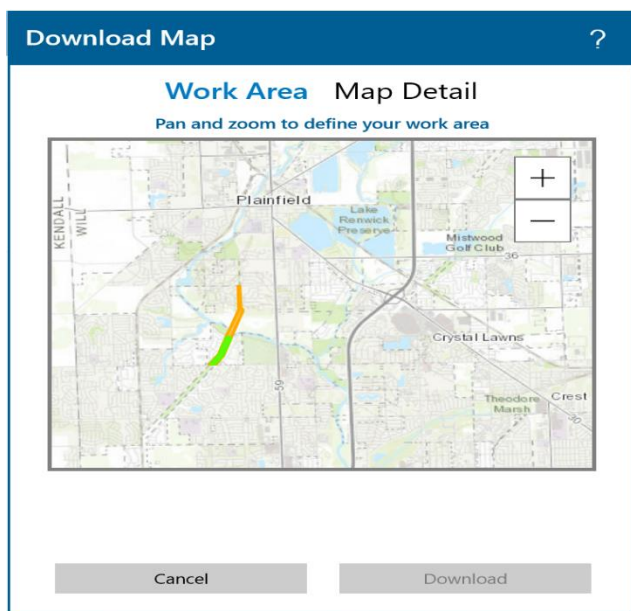 Download Map ?
Work Area Map Detail
Pan and zoom to define your work area
+
−
KENDALL
WILL
Plainfield
Lake
Renwick
Preserve
Mistwood
Golf Club
36
Crystal Lawns
59
Theodore
Marsh
Crest
30
Cancel Download